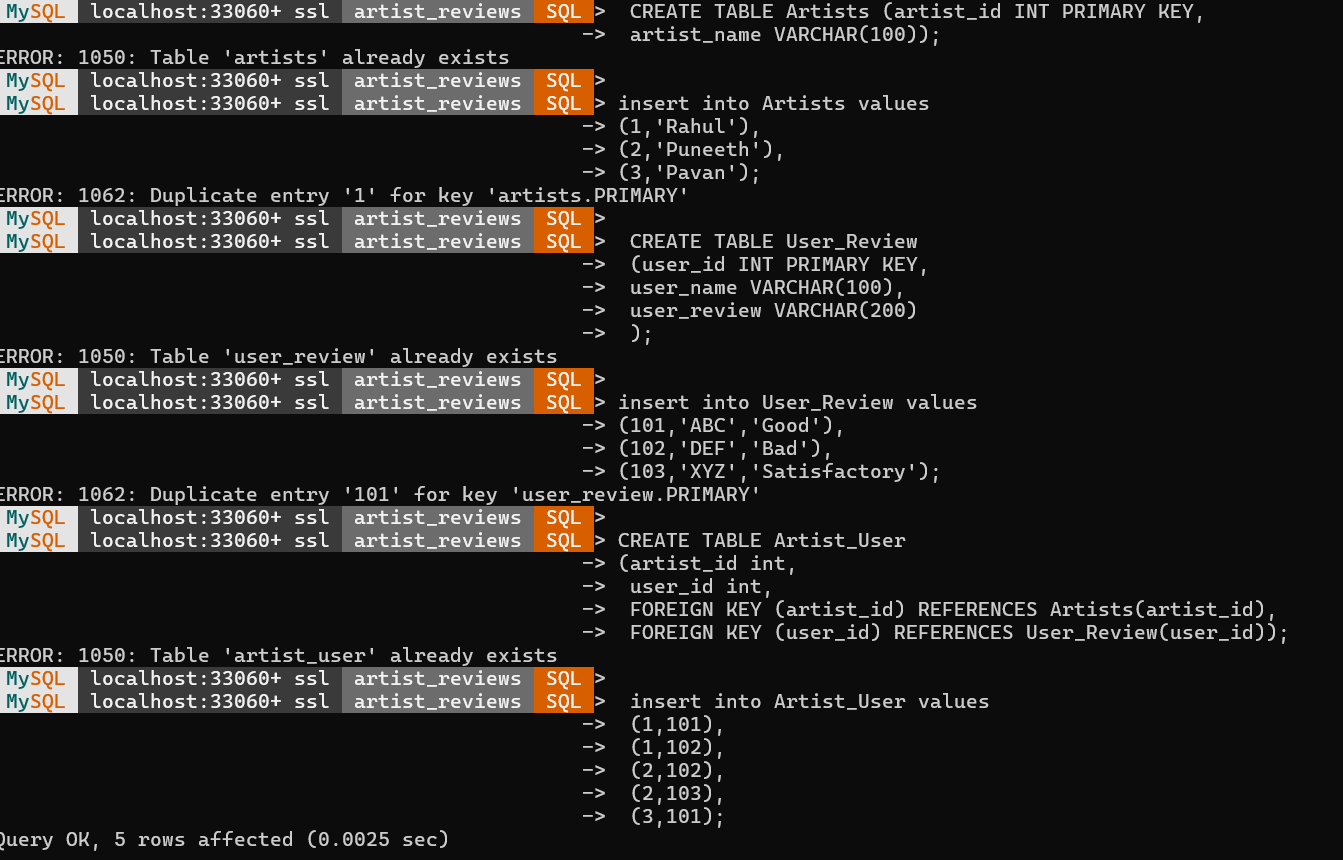 MySQL localhost:33060+ ssl artist_reviews SQL > CREATE TABLE Artists (artist_id INT PRIMARY KEY,
-> artist_name VARCHAR(100));
ERROR: 1050: Table 'artists' already exists
MySQL localhost:33060+ ssl artist_reviews SQL >
MySQL localhost:33060+ ssl artist_reviews SQL > insert into Artists values
-> (1,'Rahul'),
-> (2,'Puneeth'),
-> (3,'Pavan');
ERROR: 1062: Duplicate entry '1' for key 'artists.PRIMARY'
MySQL localhost:33060+ ssl artist_reviews SQL >
MySQL localhost:33060+ ssl artist_reviews SQL > CREATE TABLE User_Review
-> (user_id INT PRIMARY KEY,
-> user_name VARCHAR(100),
-> user_review VARCHAR(200)
-> );
ERROR: 1050: Table 'user_review' already exists
MySQL localhost:33060+ ssl artist_reviews SQL >
MySQL localhost:33060+ ssl artist_reviews SQL > insert into User_Review values
-> (101,'ABC','Good'),
-> (102,'DEF','Bad'),
-> (103,'XYZ','Satisfactory');
ERROR: 1062: Duplicate entry '101' for key 'user_review.PRIMARY'
MySQL localhost:33060+ ssl artist_reviews SQL >
MySQL localhost:33060+ ssl artist_reviews SQL > CREATE TABLE Artist_User
-> (artist_id int,
-> user_id int,
-> FOREIGN KEY (artist_id) REFERENCES Artists(artist_id),
-> FOREIGN KEY (user_id) REFERENCES User_Review(user_id));
ERROR: 1050: Table 'artist_user' already exists
MySQL localhost:33060+ ssl artist_reviews SQL >
MySQL localhost:33060+ ssl artist_reviews SQL > insert into Artist_User values
-> (1,101),
-> (1,102),
-> (2,102),
-> (2,103),
-> (3,101);
Query OK, 5 rows affected (0.0025 sec)